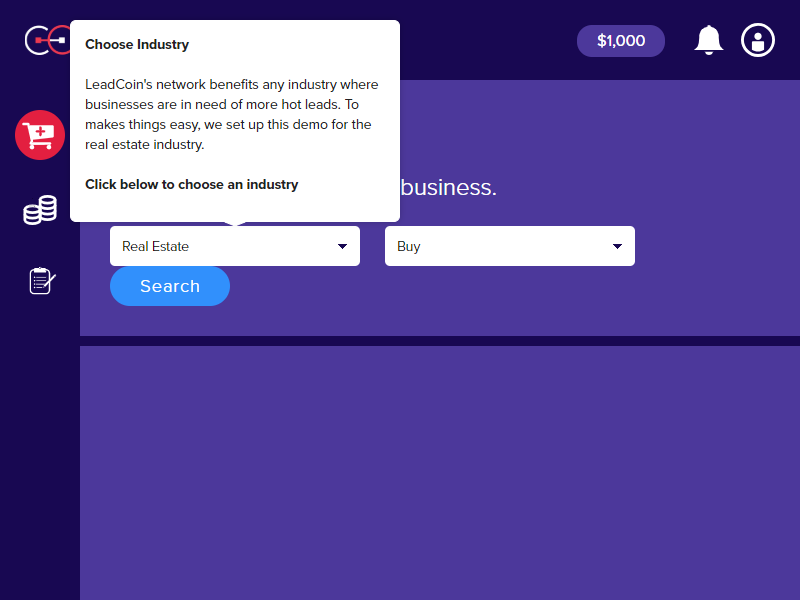 $1,000
Choose Industry
LeadCoin's network benefits any industry where
businesses are in need of more hot leads. To
makes things easy, we set up this demo for the
real estate industry.
Click below to choose an industry
business.
Real Estate
Buy
Search